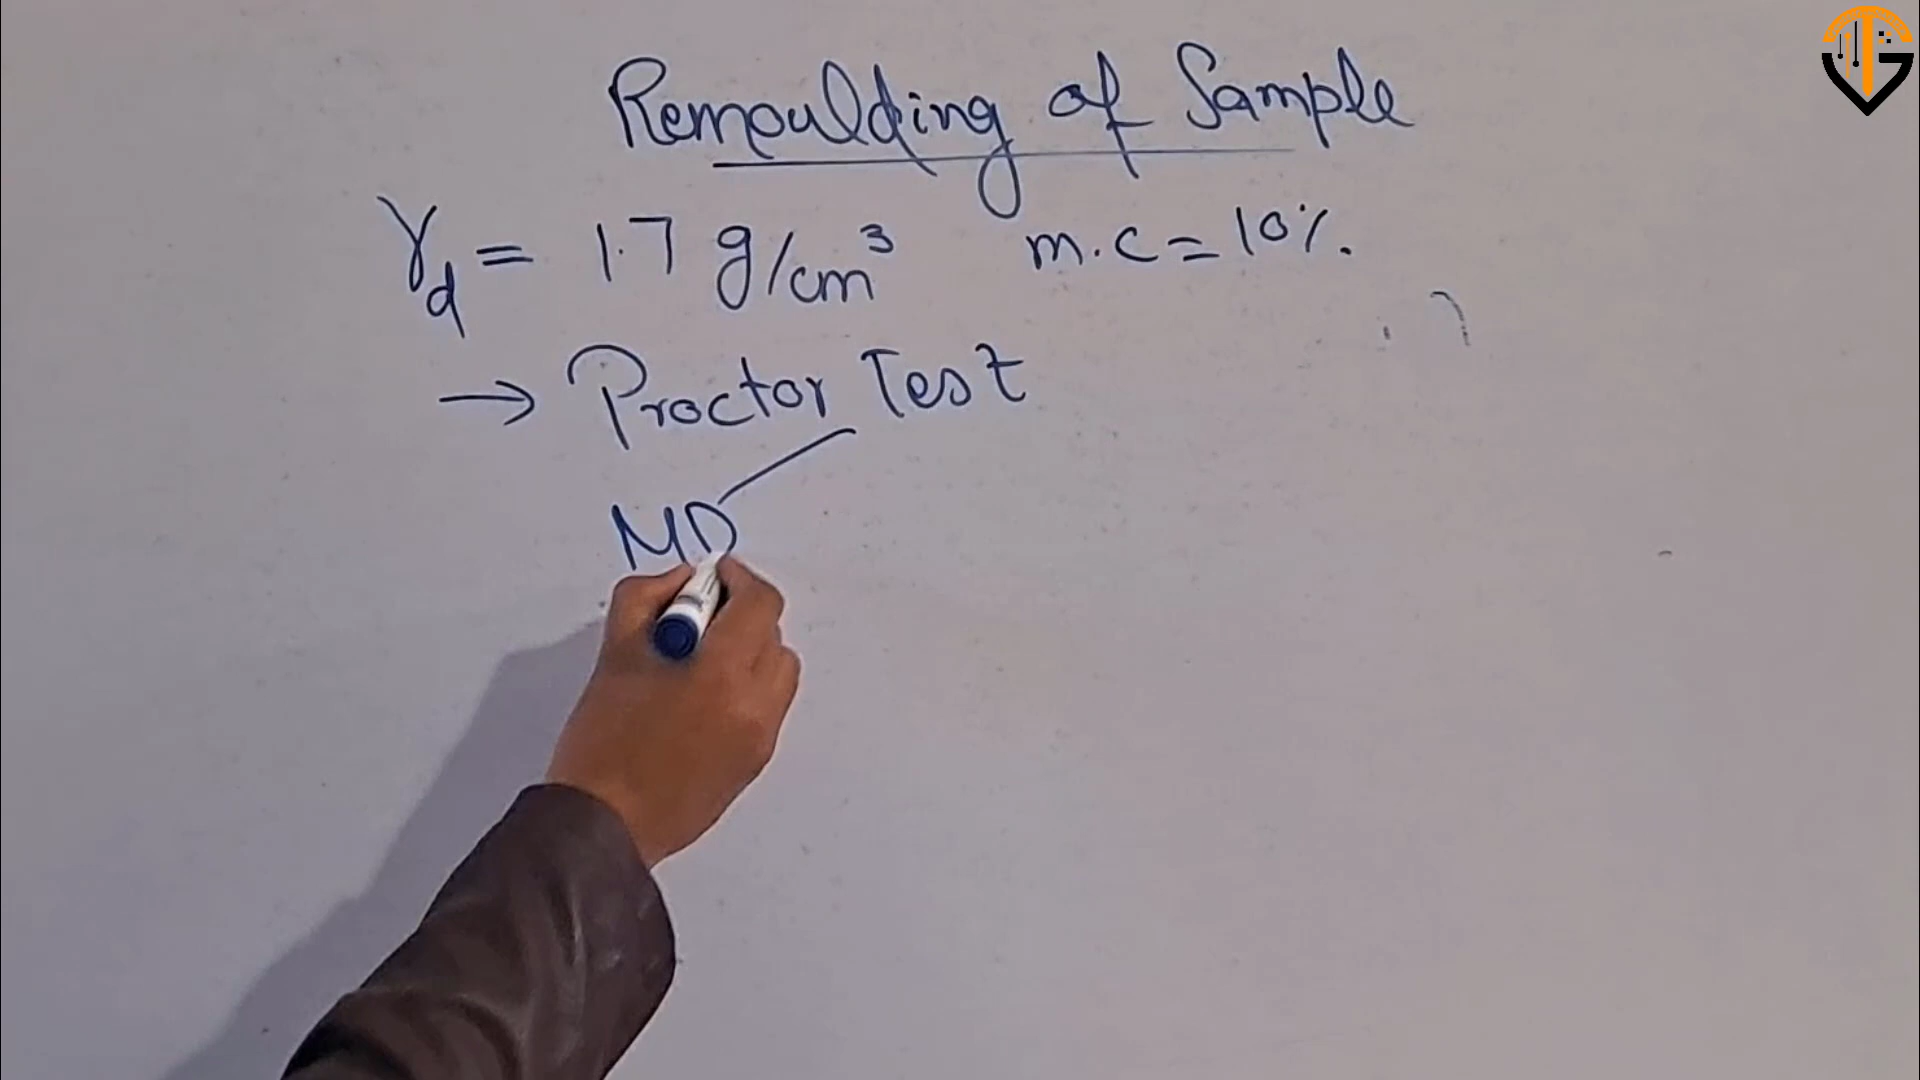 Remoulding of Sample
γd = 1.7 g/cm³ m.c = 10%.
→ Proctor Test
MD